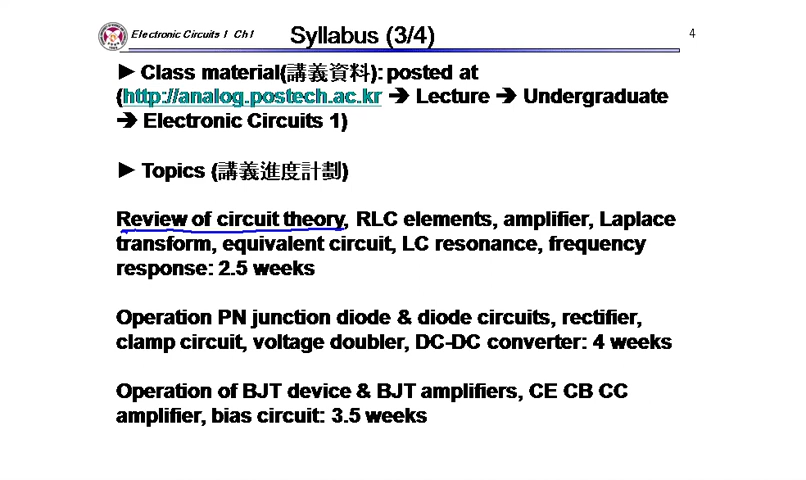 Electronic Circuits 1 Ch1
Syllabus (3/4)
4
► Class material(講義資料): posted at
(http://analog.postech.ac.kr ➔ Lecture ➔ Undergraduate
➔ Electronic Circuits 1)
► Topics (講義進度計劃)
Review of circuit theory, RLC elements, amplifier, Laplace
transform, equivalent circuit, LC resonance, frequency
response: 2.5 weeks
Operation PN junction diode & diode circuits, rectifier,
clamp circuit, voltage doubler, DC-DC converter: 4 weeks
Operation of BJT device & BJT amplifiers, CE CB CC
amplifier, bias circuit: 3.5 weeks